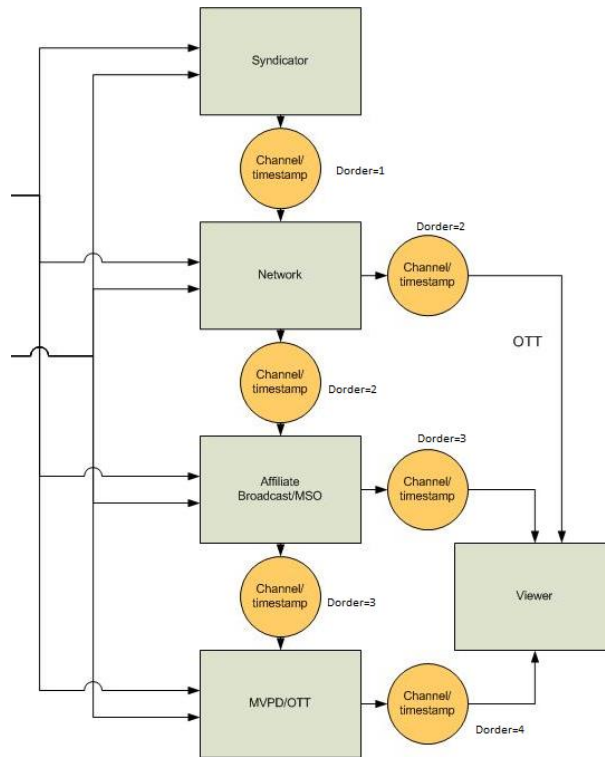 Syndicator
Channel/
timestamp
Dorder=1
Dorder=2
Network
Channel/
timestamp
OTT
Channel/
timestamp
Dorder=2
Dorder=3
Affiliate
Broadcast/MSO
Channel/
timestamp
Channel/
timestamp
Dorder=3
Viewer
MVPD/OTT
Channel/
timestamp
Dorder=4